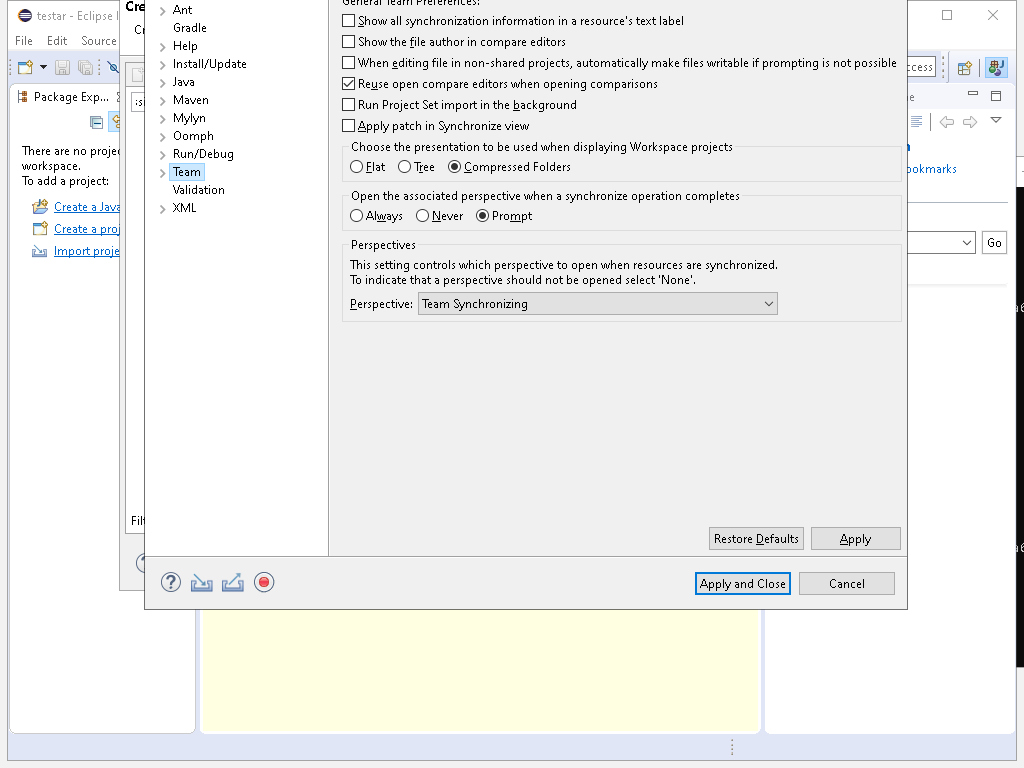 testar - Eclipse I
File Edit Source
Package Exp...
There are no projec
workspace.
To add a project:
Create a Java
Create a proj
Import proje
Cre
Cr
Filt
Ant
Gradle
Help
Install/Update
Java
Maven
Mylyn
Oomph
Run/Debug
Team
Validation
XML
General Team Preferences:
Show all synchronization information in a resource's text label
Show the file author in compare editors
When editing file in non-shared projects, automatically make files writable if prompting is not possible
Reuse open compare editors when opening comparisons
Run Project Set import in the background
Apply patch in Synchronize view
Choose the presentation to be used when displaying Workspace projects
Flat Tree Compressed Folders
Open the associated perspective when a synchronize operation completes
Always Never Prompt
Perspectives
This setting controls which perspective to open when resources are synchronized.
To indicate that a perspective should not be opened select 'None'.
Perspective: Team Synchronizing
Restore Defaults Apply
Apply and Close Cancel
ccess
ookmarks
Go